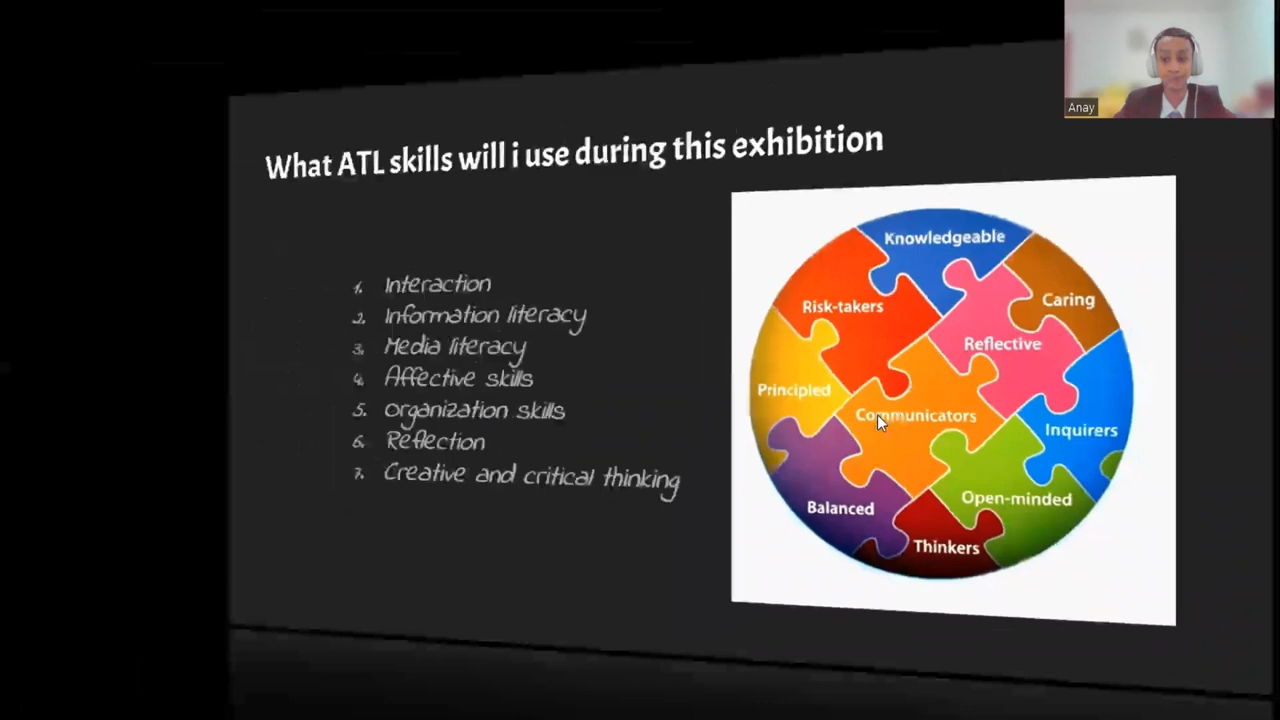 Anay
What ATL skills will i use during this exhibition
1. Interaction
2. Information literacy
3. Media literacy
4. Affective skills
5. Organization skills
6. Reflection
7. Creative and critical thinking
Knowledgeable
Caring
Risk-takers
Reflective
Principled
Communicators
Inquirers
Open-minded
Balanced
Thinkers